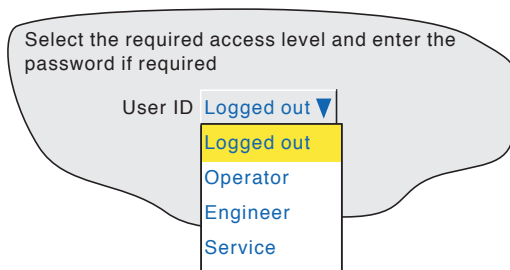 Select the required access level and enter the
password if required
User ID Logged out
Logged out
Operator
Engineer
Service